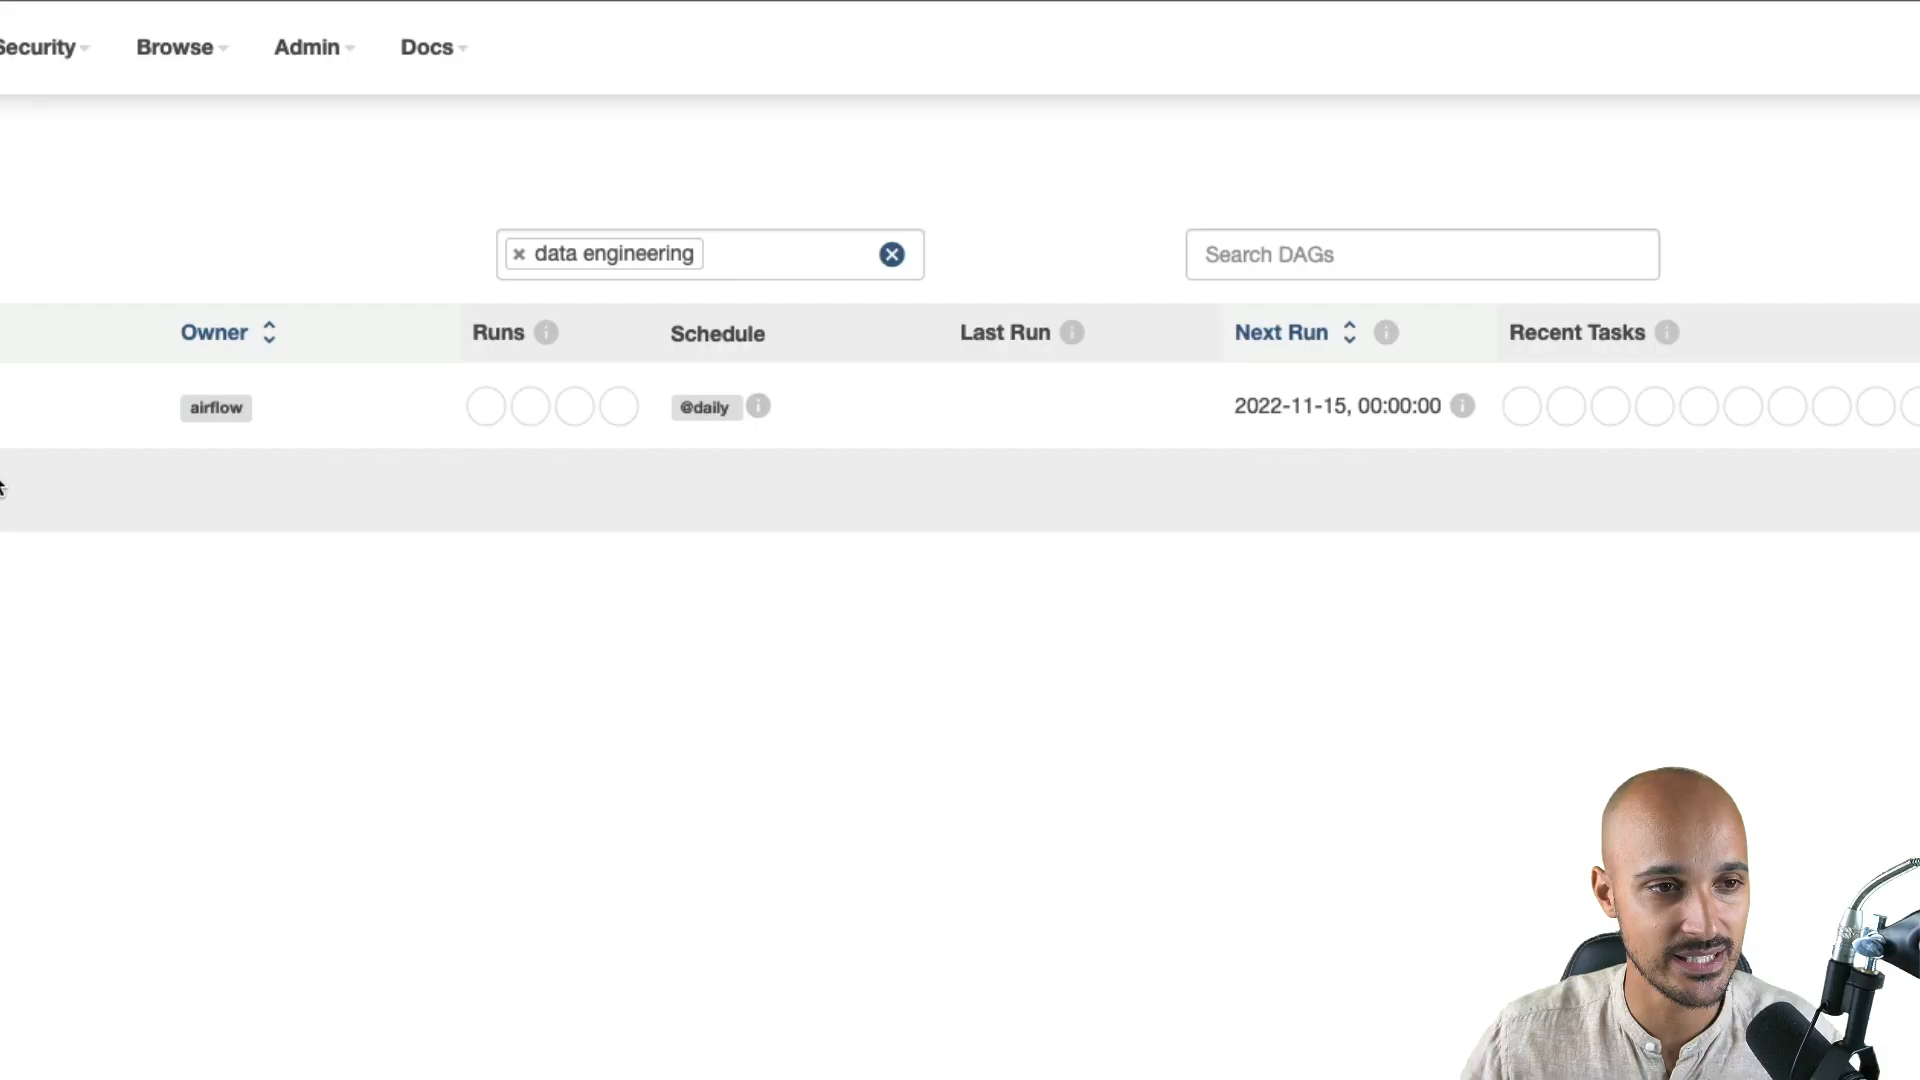 Security Browse Admin Docs
× data engineering Search DAGs
Owner Runs i Schedule Last Run i Next Run i Recent Tasks i
airflow @daily i 2022-11-15, 00:00:00 i